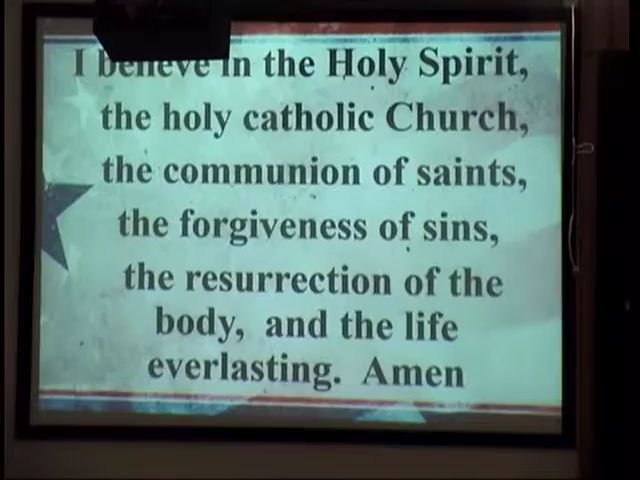 I believe in the Holy Spirit,
the holy catholic Church,
the communion of saints,
the forgiveness of sins,
the resurrection of the
body, and the life
everlasting. Amen